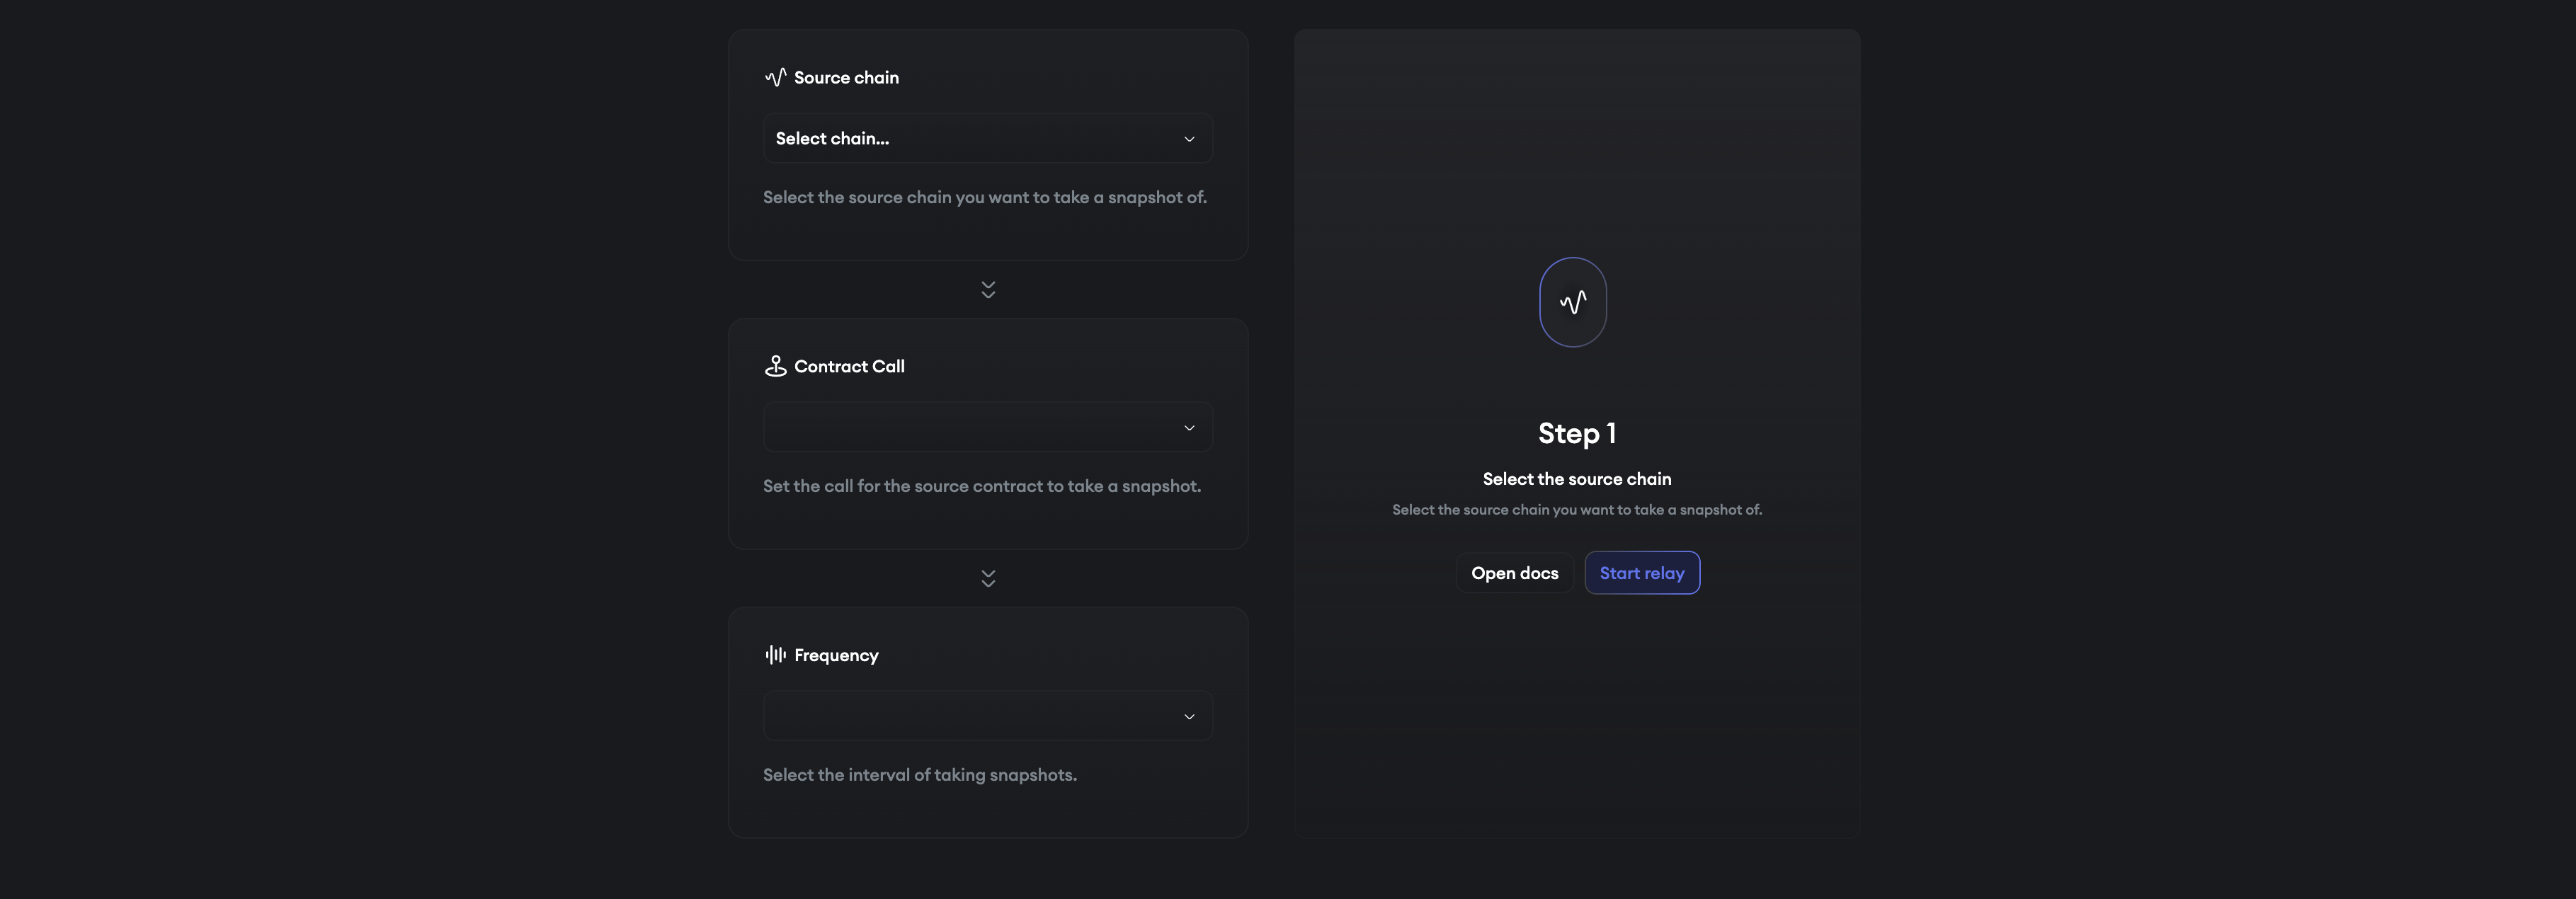 Source chain
Select chain...
Select the source chain you want to take a snapshot of.
Contract Call
Set the call for the source contract to take a snapshot.
Frequency
Select the interval of taking snapshots.
Step 1
Select the source chain
Select the source chain you want to take a snapshot of.
Open docs
Start relay